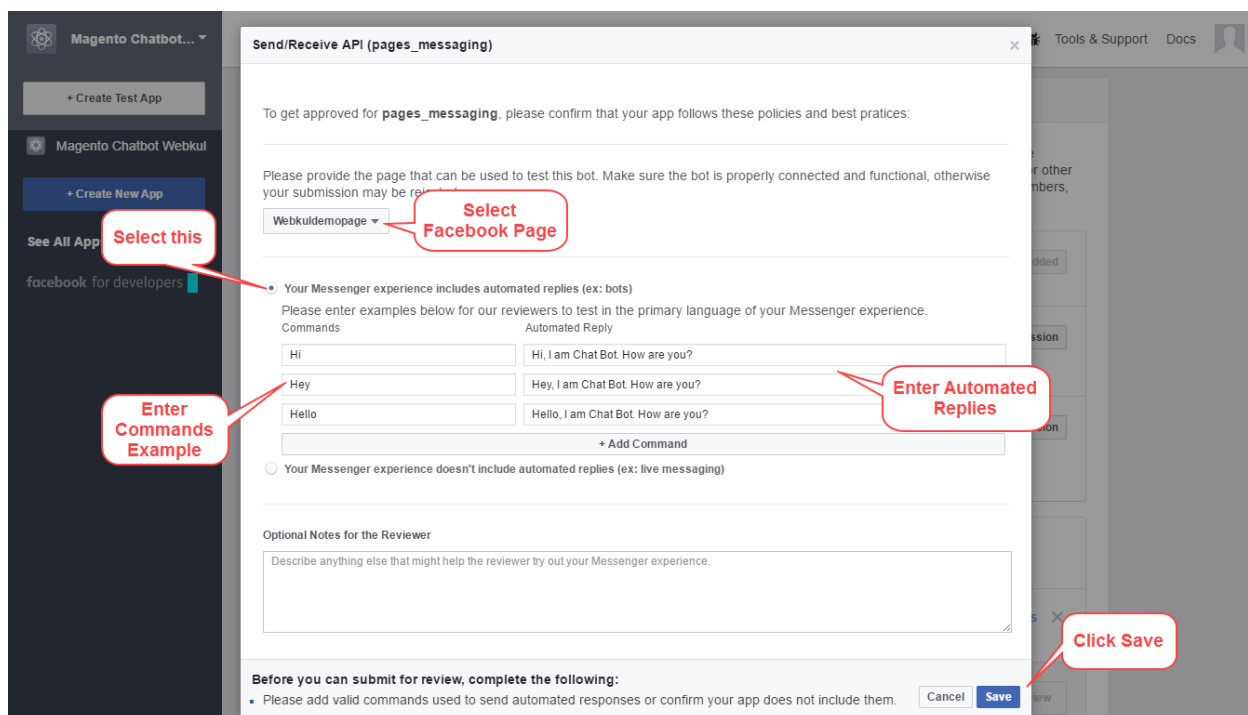 Magento Chatbot...
+ Create Test App
Magento Chatbot Webkul
+ Create New App
See All App
facebook for developers
Tools & Support
Docs
Send/Receive API (pages_messaging)
To get approved for pages_messaging, please confirm that your app follows these policies and best pratices:
Please provide the page that can be used to test this bot. Make sure the bot is properly connected and functional, otherwise
your submission may be
Webkuldemopage
Select
Facebook Page
Select this
Your Messenger experience includes automated replies (ex: bots)
Please enter examples below for our reviewers to test in the primary language of your Messenger experience.
Commands
Automated Reply
Hi
Hi, I am Chat Bot. How are you?
Hey
Hey, I am Chat Bot. How are you?
Hello
Hello, I am Chat Bot. How are you?
Enter
Commands
Example
Enter Automated
Replies
+ Add Command
Your Messenger experience doesn't include automated replies (ex: live messaging)
Optional Notes for the Reviewer
Describe anything else that might help the reviewer try out your Messenger experience.
Click Save
Before you can submit for review, complete the following:
Please add valid commands used to send automated responses or confirm your app does not include them.
Cancel
Save
r other
mbers,
dded
ssion